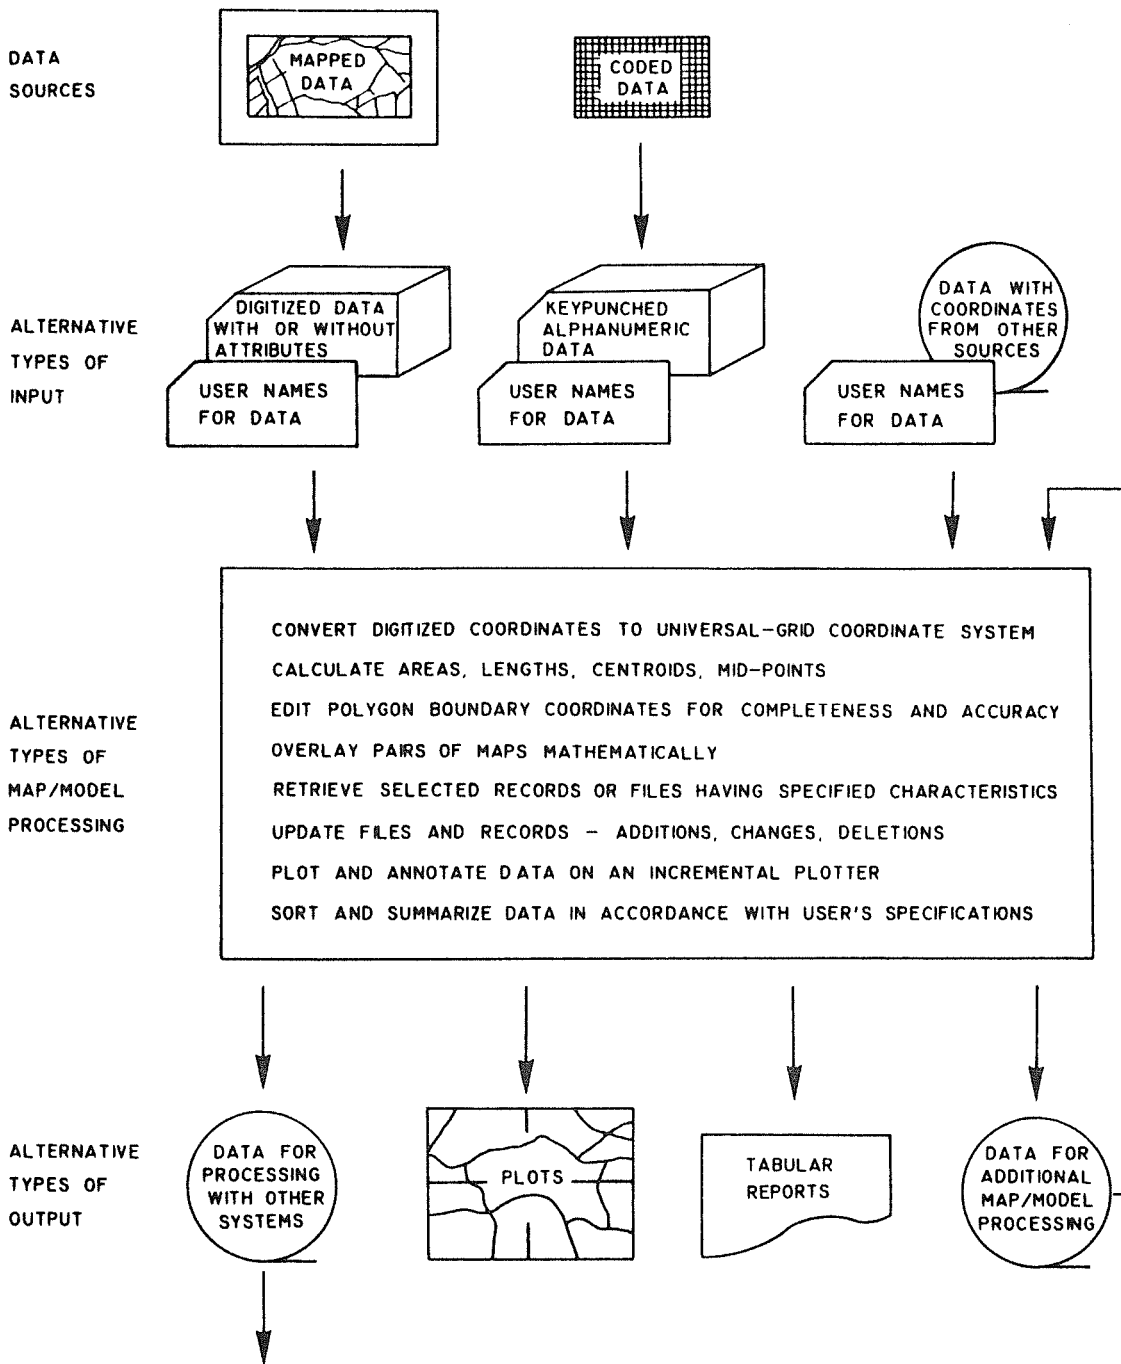 DATA
SOURCES
MAPPED
DATA
CODED
DATA
ALTERNATIVE
TYPES OF
INPUT
DIGITIZED DATA
WITH OR WITHOUT
ATTRIBUTES
USER NAMES
FOR DATA
KEYPUNCHED
ALPHANUMERIC
DATA
USER NAMES
FOR DATA
DATA WITH
COORDINATES
FROM OTHER
SOURCES
USER NAMES
FOR DATA
ALTERNATIVE
TYPES OF
MAP/MODEL
PROCESSING
CONVERT DIGITIZED COORDINATES TO UNIVERSAL-GRID COORDINATE SYSTEM
CALCULATE AREAS, LENGTHS, CENTROIDS, MID-POINTS
EDIT POLYGON BOUNDARY COORDINATES FOR COMPLETENESS AND ACCURACY
OVERLAY PAIRS OF MAPS MATHEMATICALLY
RETRIEVE SELECTED RECORDS OR FILES HAVING SPECIFIED CHARACTERISTICS
UPDATE FILES AND RECORDS - ADDITIONS, CHANGES, DELETIONS
PLOT AND ANNOTATE DATA ON AN INCREMENTAL PLOTTER
SORT AND SUMMARIZE DATA IN ACCORDANCE WITH USER'S SPECIFICATIONS
ALTERNATIVE
TYPES OF
OUTPUT
DATA FOR
PROCESSING
WITH OTHER
SYSTEMS
PLOTS
TABULAR
REPORTS
DATA FOR
ADDITIONAL
MAP/MODEL
PROCESSING